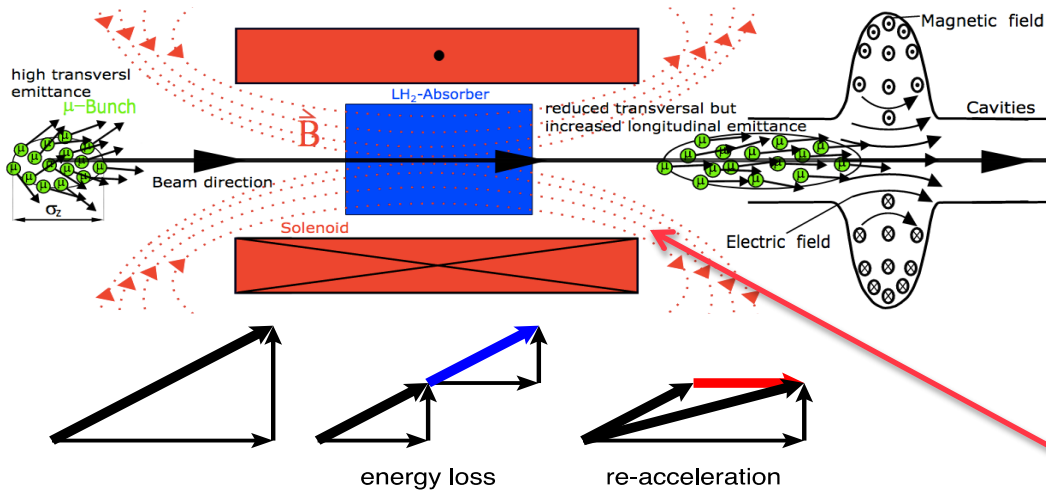 Magnetic field
high transversl
emittance
μ-Bunch
LH2-Absorber
reduced transversal but
increased longitudinal emittance
Cavities
B
μ μ μ μ μ μ μ μ μ μ μ μ μ μ μ
Beam direction
σz
Solenoid
Electric field
energy loss
re-acceleration